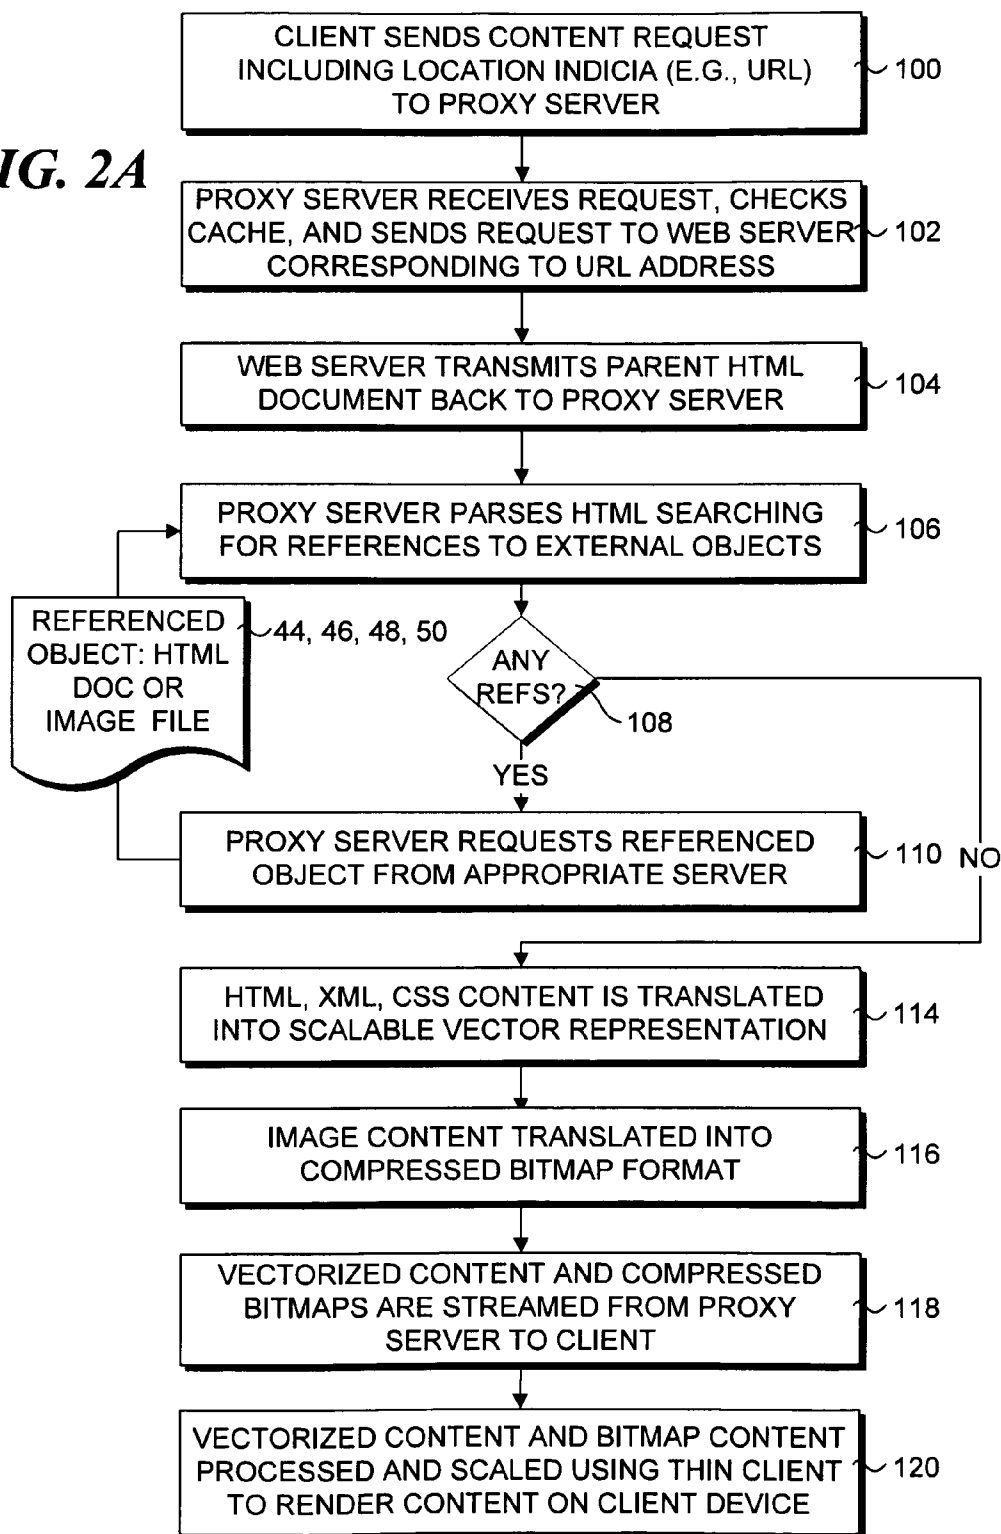 CLIENT SENDS CONTENT REQUEST
INCLUDING LOCATION INDICIA (E.G., URL)
TO PROXY SERVER
100
IG. 2A
PROXY SERVER RECEIVES REQUEST, CHECKS
CACHE, AND SENDS REQUEST TO WEB SERVER
CORRESPONDING TO URL ADDRESS
102
WEB SERVER TRANSMITS PARENT HTML
DOCUMENT BACK TO PROXY SERVER
104
PROXY SERVER PARSES HTML SEARCHING
FOR REFERENCES TO EXTERNAL OBJECTS
106
REFERENCED
OBJECT: HTML
DOC OR
IMAGE FILE
44, 46, 48, 50
ANY
REFS?
108
YES
PROXY SERVER REQUESTS REFERENCED
OBJECT FROM APPROPRIATE SERVER
110
NO
HTML, XML, CSS CONTENT IS TRANSLATED
INTO SCALABLE VECTOR REPRESENTATION
114
IMAGE CONTENT TRANSLATED INTO
COMPRESSED BITMAP FORMAT
116
VECTORIZED CONTENT AND COMPRESSED
BITMAPS ARE STREAMED FROM PROXY
SERVER TO CLIENT
118
VECTORIZED CONTENT AND BITMAP CONTENT
PROCESSED AND SCALED USING THIN CLIENT
TO RENDER CONTENT ON CLIENT DEVICE
120